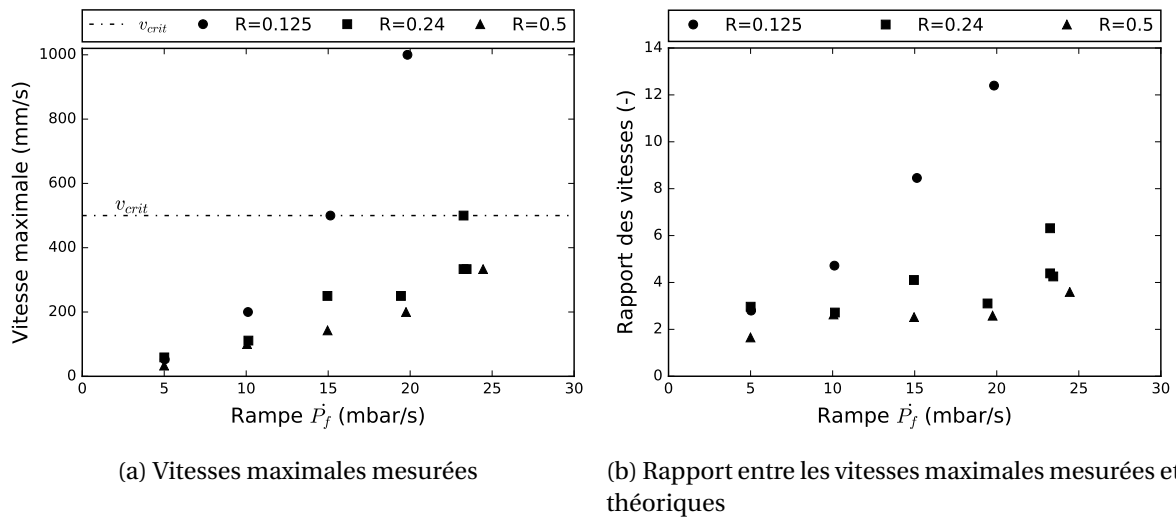 v_crit R=0.125 R=0.24 R=0.5
1000
800
600
400
200
0
Vitesse maximale (mm/s)
v_crit
0 5 10 15 20 25 30
Rampe Ṗ_f (mbar/s)
(a) Vitesses maximales mesurées
R=0.125 R=0.24 R=0.5
14
12
10
8
6
4
2
0
Rapport des vitesses (-)
0 5 10 15 20 25 30
Rampe Ṗ_f (mbar/s)
(b) Rapport entre les vitesses maximales mesurées et
théoriques